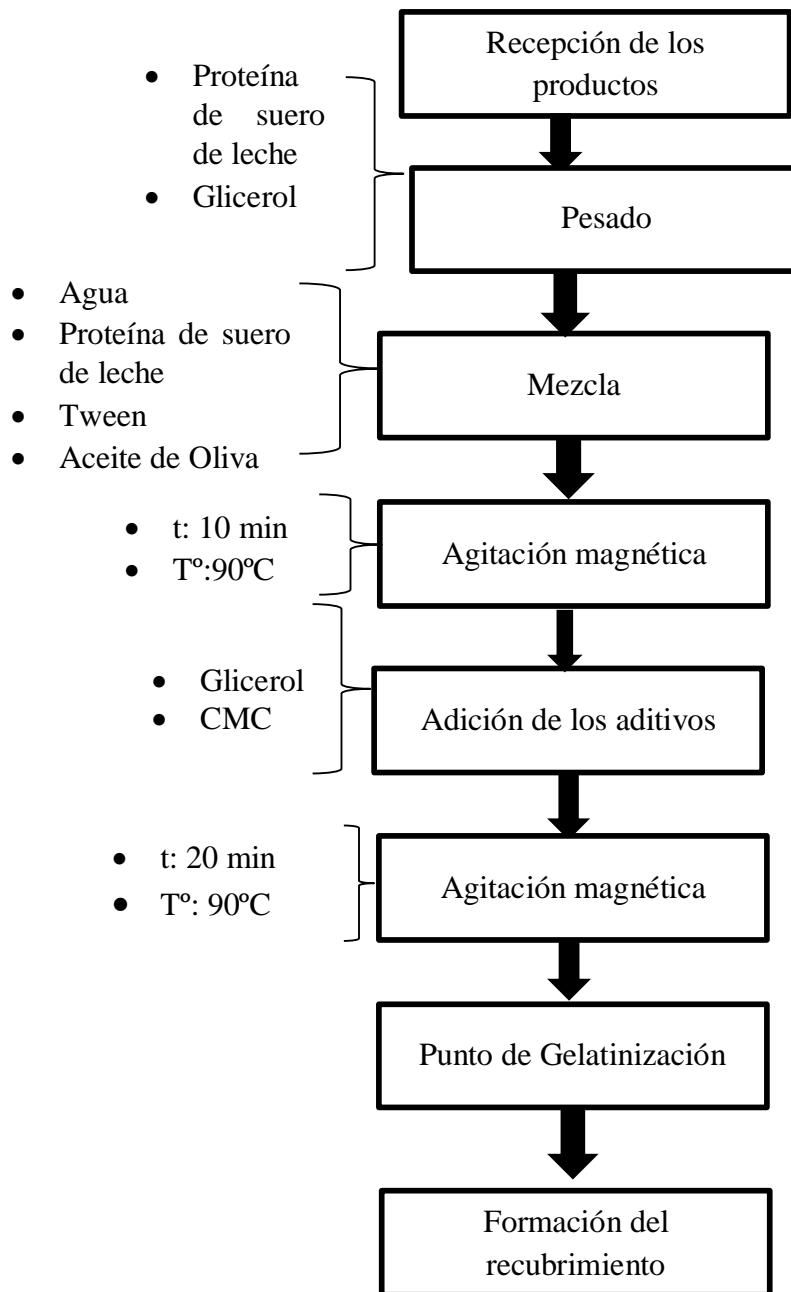 Recepción de los
productos
• Proteína
de suero
de leche
• Glicerol
Pesado
• Agua
• Proteína de suero
de leche
• Tween
• Aceite de Oliva
Mezcla
• t: 10 min
• Tº:90ºC
Agitación magnética
• Glicerol
• CMC
Adición de los aditivos
• t: 20 min
• Tº: 90ºC
Agitación magnética
Punto de Gelatinización
Formación del
recubrimiento